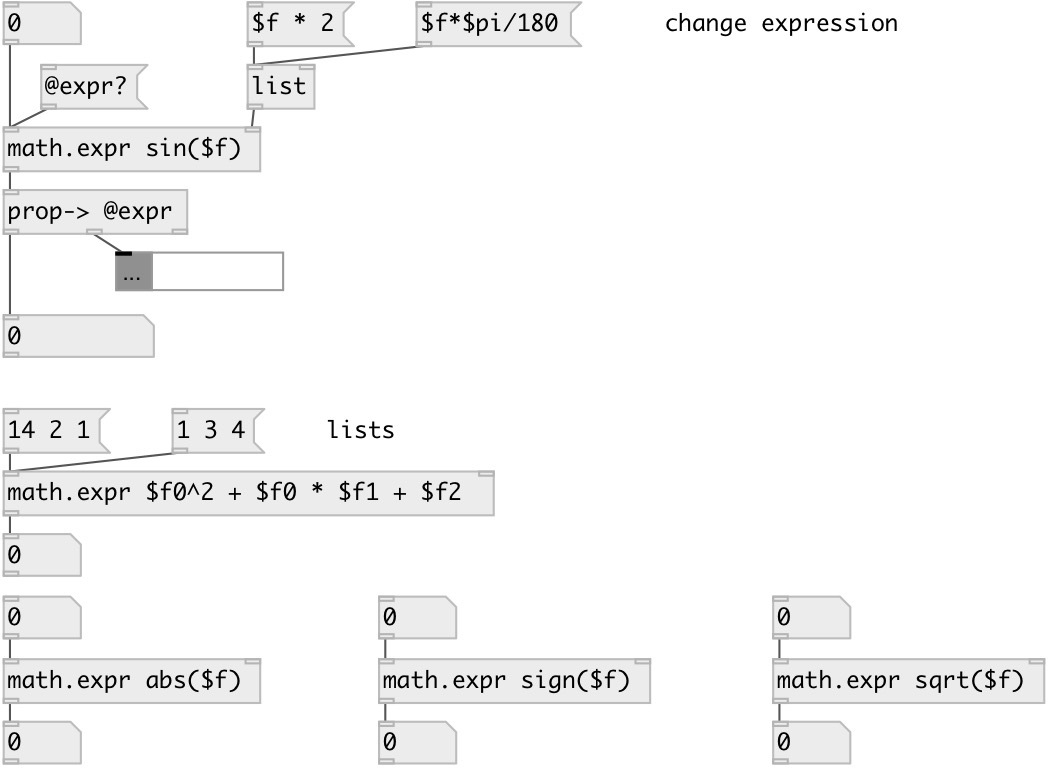 0
$f * 2
$f*$pi/180
change expression
@expr?
list
math.expr sin($f)
prop-> @expr
...
0
14 2 1
1 3 4
lists
math.expr $f0^2 + $f0 * $f1 + $f2
0
0
0
0
math.expr abs($f)
math.expr sign($f)
math.expr sqrt($f)
0
0
0